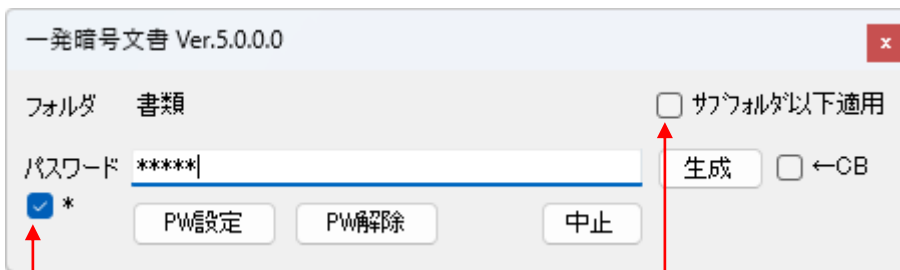 一発暗号文書 Ver.5.0.0.0
x
フォルダ 書類 サブフォルダ以下適用
パスワード ***** 生成 ←CB
* PW設定 PW解除 中止